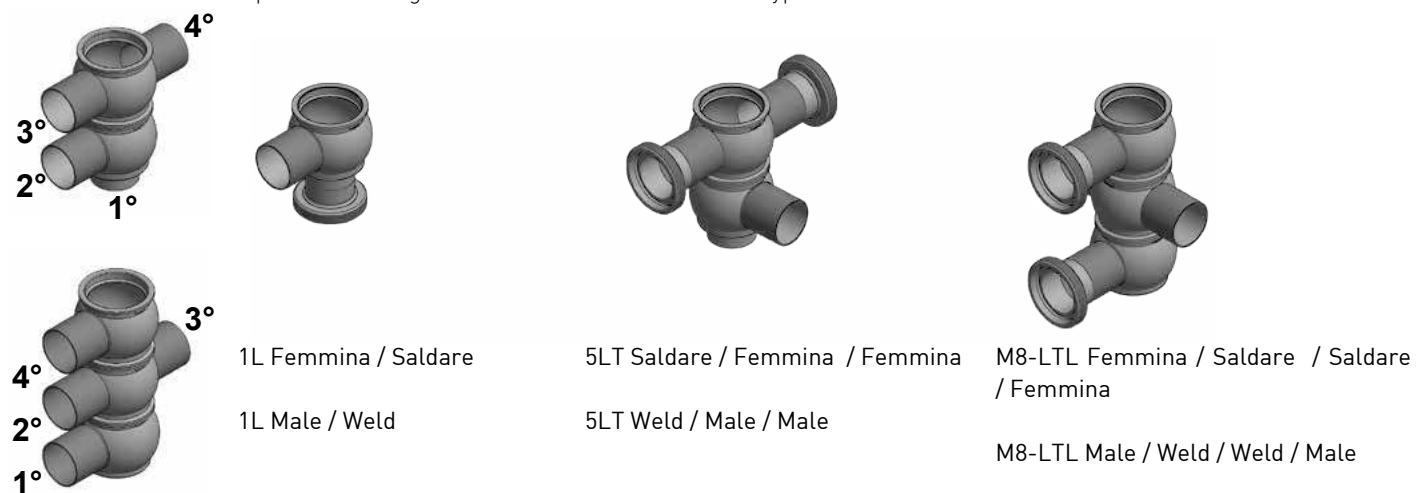 4°
3°
2°
1°
3°
4°
2°
1°
1L Femmina / Saldare
1L Male / Weld
5LT Saldare / Femmina / Femmina
5LT Weld / Male / Male
M8-LTL Femmina / Saldare / Saldare
/ Femmina
M8-LTL Male / Weld / Weld / Male